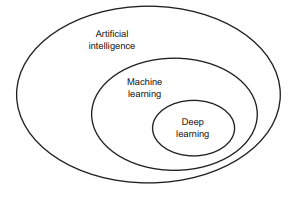 Artificial
intelligence
Machine
learning
Deep
learning